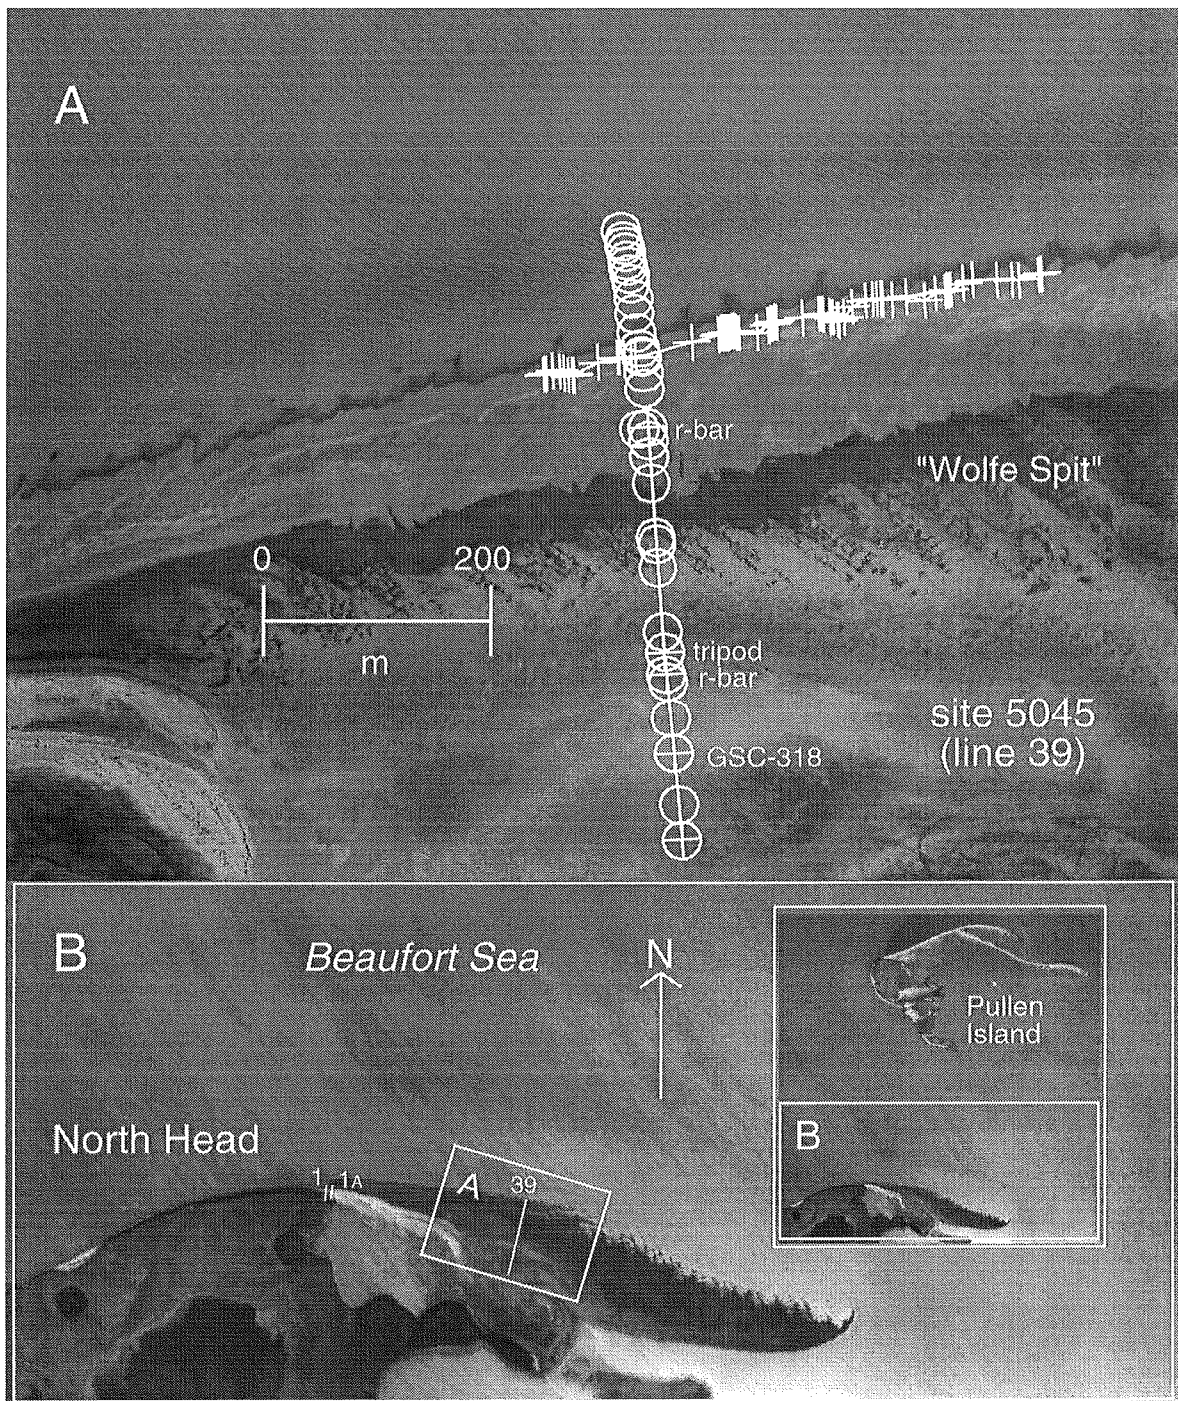 A
r-bar
"Wolfe Spit"
0 200
m
tripod
r-bar
site 5045
(line 39)
GSC-318
B
Beaufort Sea
N
Pullen
Island
North Head
B
1 1A
A
39